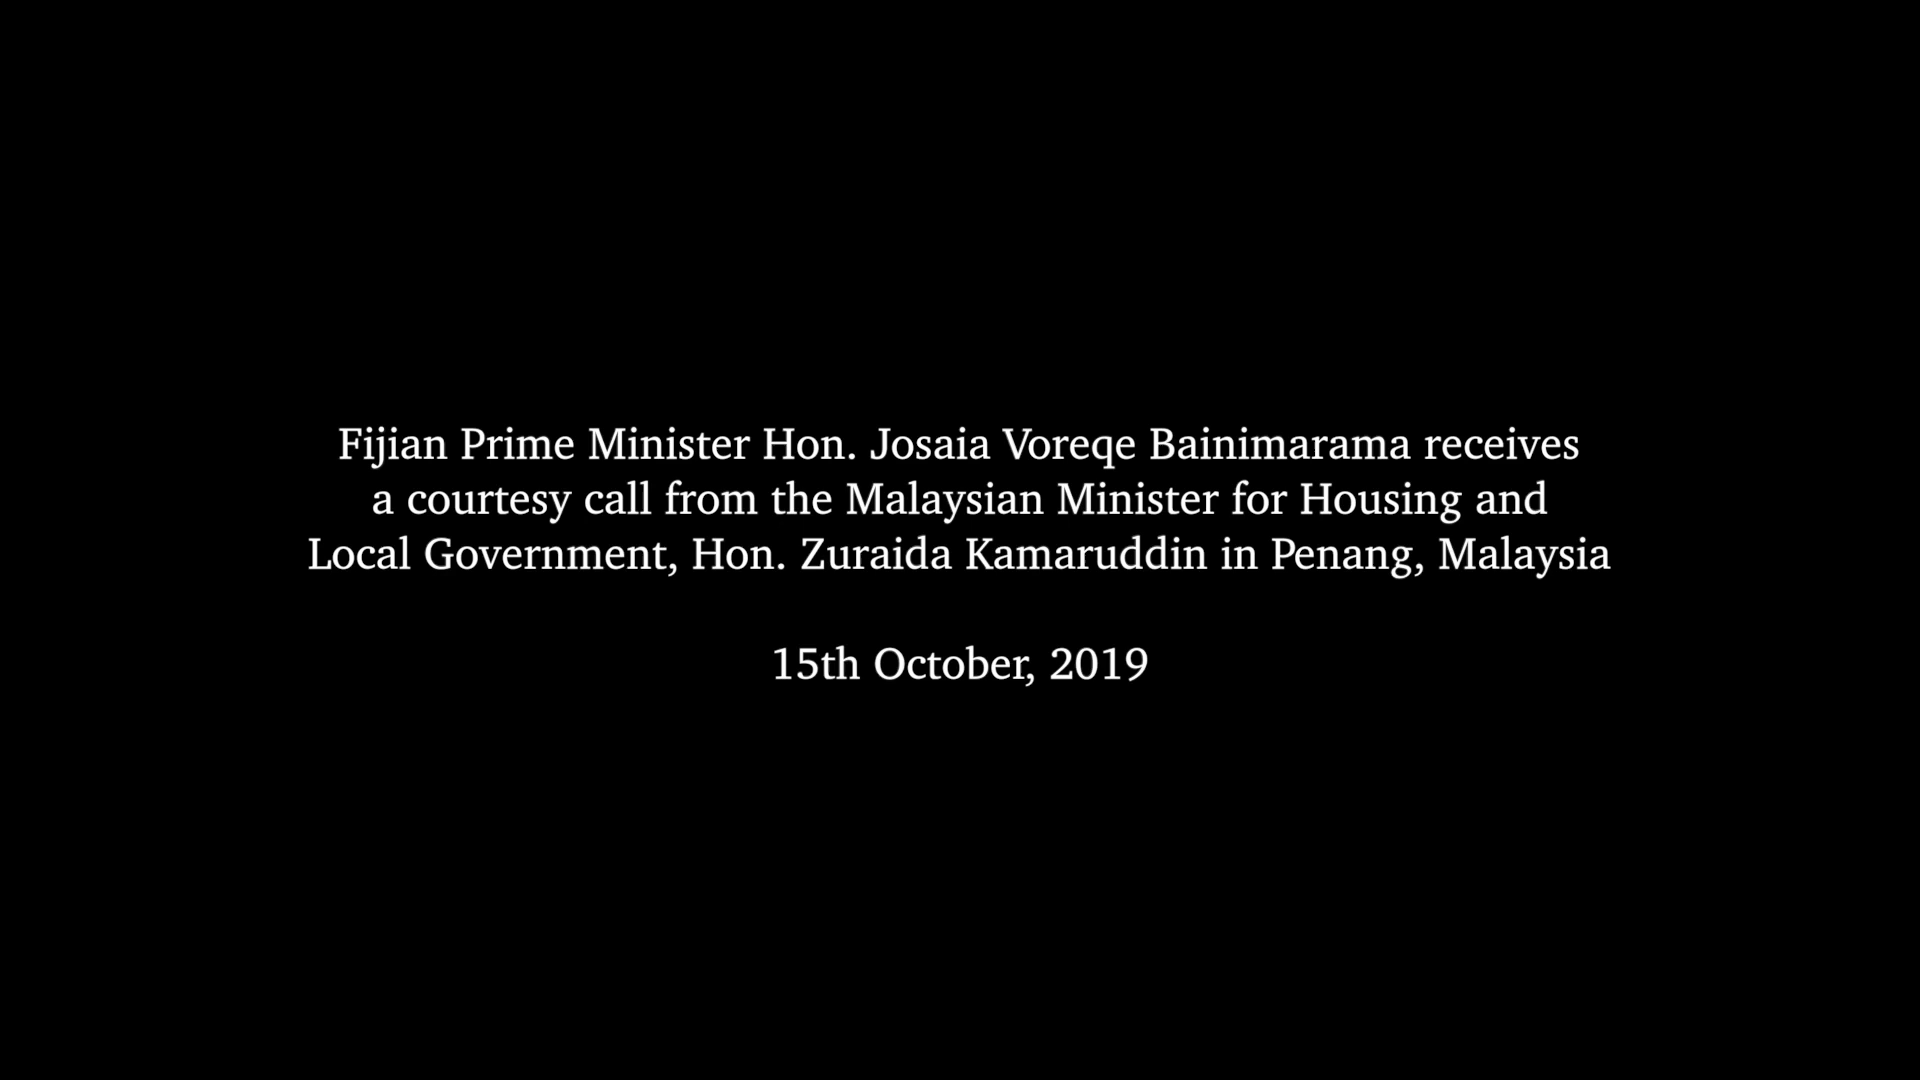 Fijian Prime Minister Hon. Josaia Voreqe Bainimarama receives
a courtesy call from the Malaysian Minister for Housing and
Local Government, Hon. Zuraida Kamaruddin in Penang, Malaysia
15th October, 2019